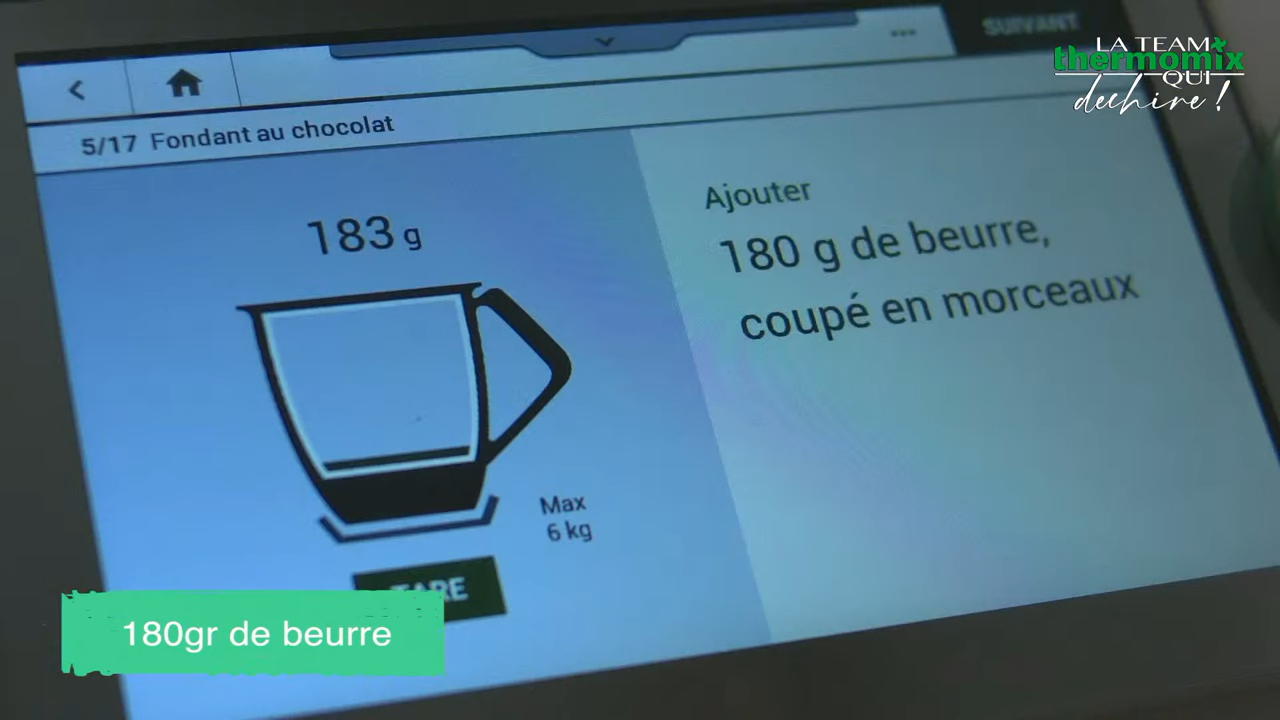 SUIVANT
LA TEAM
thermomix
QUI
déchire !
5/17 Fondant au chocolat
183 g
Ajouter
180 g de beurre,
coupé en morceaux
Max
6 kg
TARE
180gr de beurre